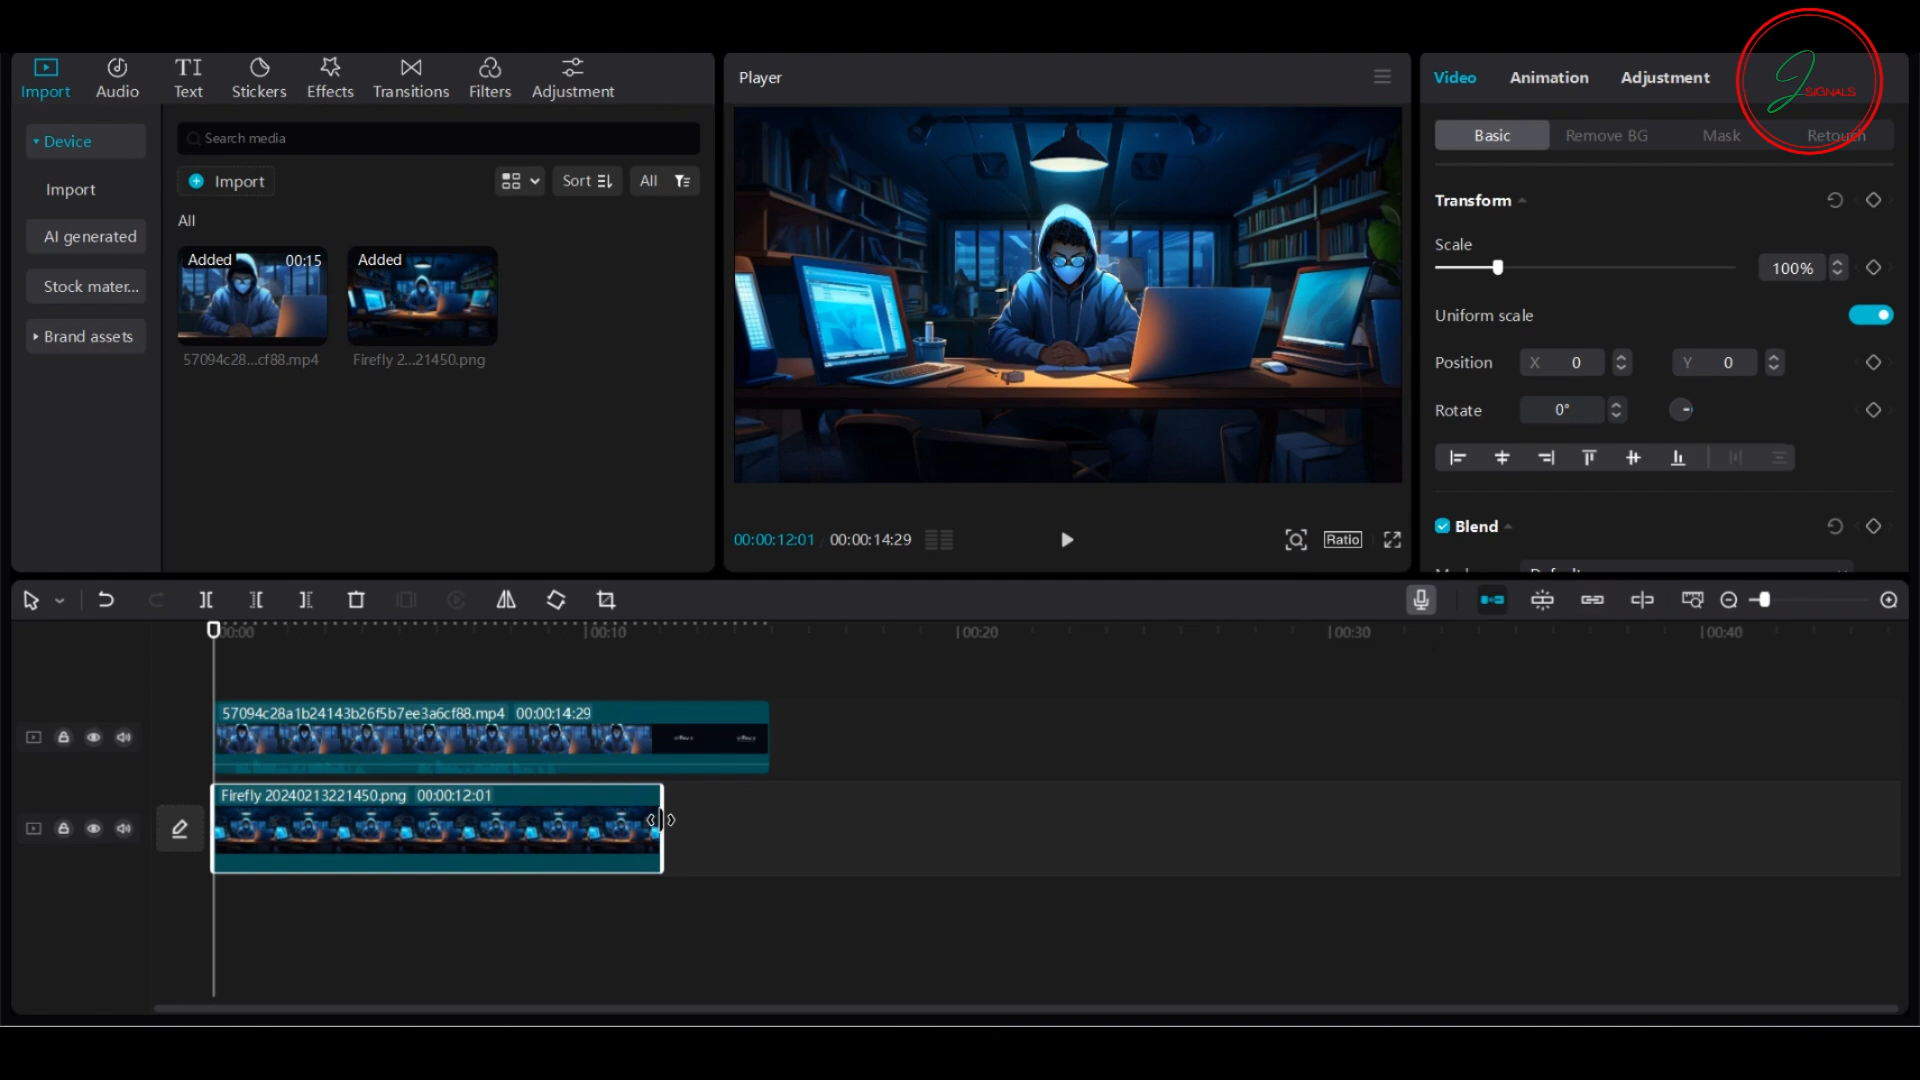 Import
Audio
TI
Text
Stickers
Effects
Transitions
Filters
Adjustment
Player
Video
Animation
Adjustment
SIGNALS
Device
Import
AI generated
Stock mater...
Brand assets
Search media
Import
Sort
All
All
Added
00:15
57094c28...cf88.mp4
Added
Firefly 2...21450.png
Basic
Remove BG
Mask
Retouch
Transform
Scale
100%
Uniform scale
Position
X 0
Y 0
Rotate
0°
Blend
00:00:12:01 / 00:00:14:29
Ratio
00:00
00:10
00:20
00:30
00:40
57094c28a1b24143b26f5b7ee3a6cf88.mp4 00:00:14:29
Firefly 20240213221450.png 00:00:12:01